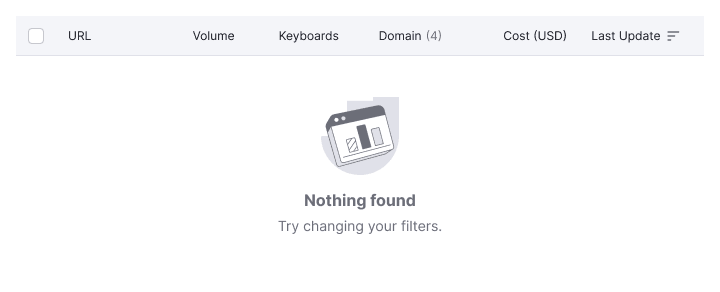 URL Volume Keyboards Domain (4) Cost (USD) Last Update
Nothing found
Try changing your filters.